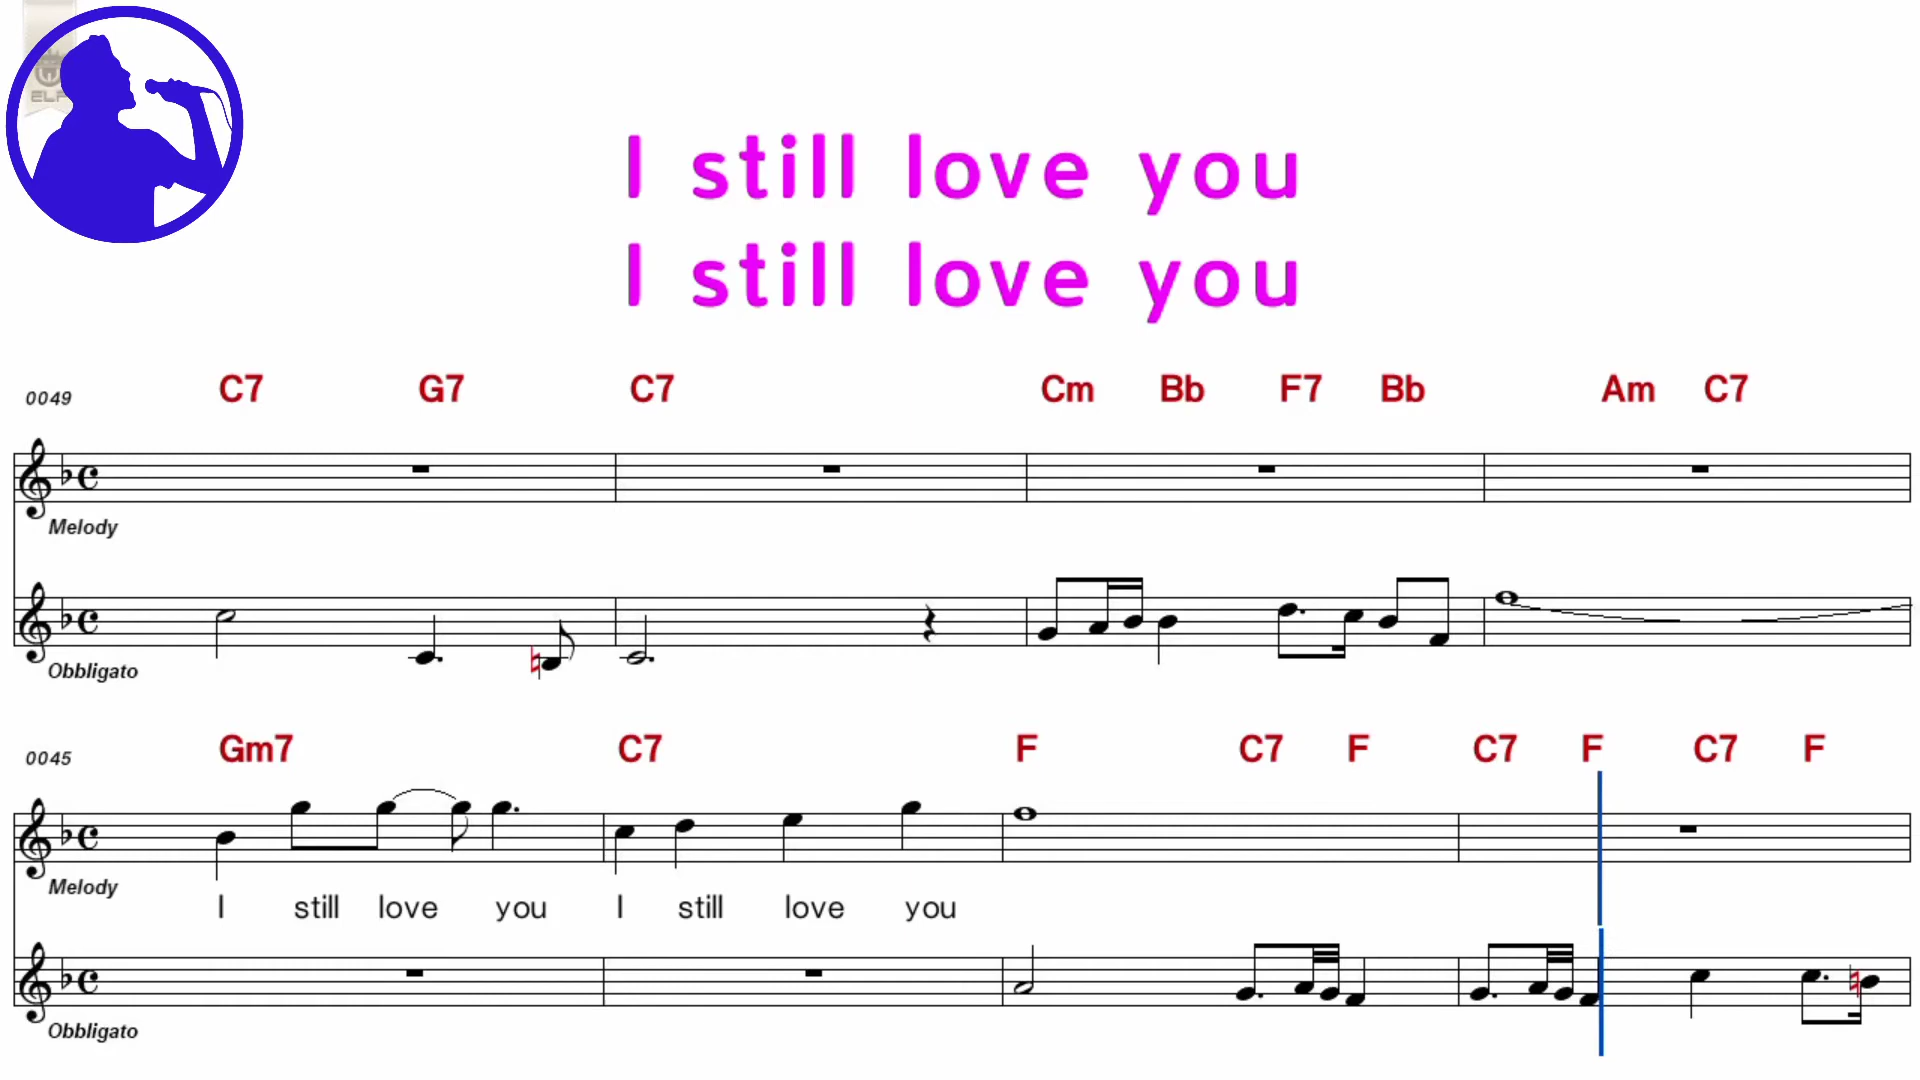 ELF
I still love you
I still love you
0049 C7 G7 C7 Cm Bb F7 Bb Am C7
Melody
Obbligato
0045 Gm7 C7 F C7 F C7 F C7 F
Melody
I still love you I still love you
Obbligato